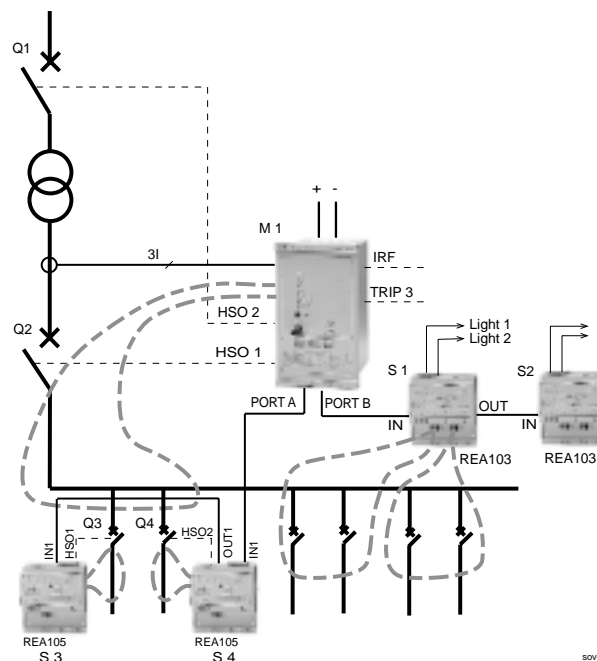 Q1
+ -
M 1
3I
IRF
TRIP 3
HSO 2
Q2
HSO 1
Light 1
Light 2
S 1
S2
PORT A
PORT B
IN
OUT
IN
REA103
REA103
Q3
Q4
IN1
HSO1
HSO2
OUT1
IN1
REA105
S 3
REA105
S 4
sov